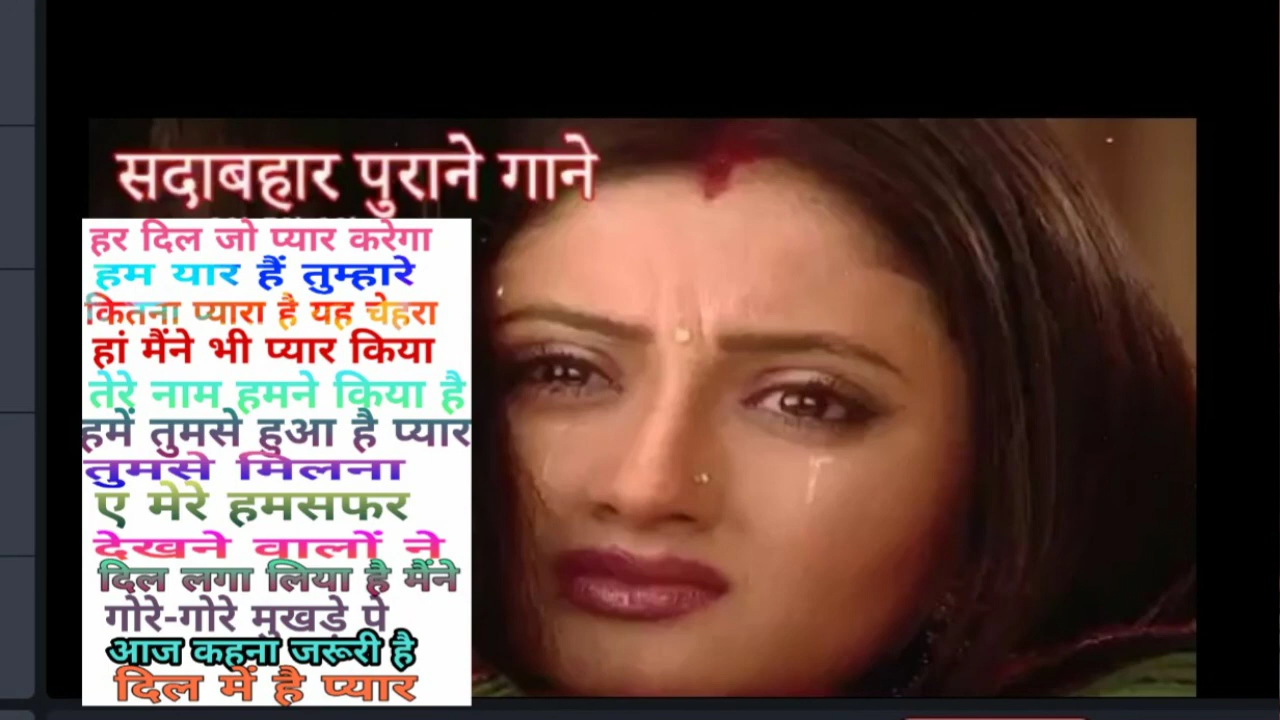 सदाबहार पुराने गाने
हर दिल जो प्यार करेगा
हम यार हैं तुम्हारे
कितना प्यारा है यह चेहरा
हां मैंने भी प्यार किया
तेरे नाम हमने किया है
हमें तुमसे हुआ है प्यार
तुमसे मिलना
ए मेरे हमसफर
देखने वालों ने
दिल लगा लिया है मैंने
गोरे-गोरे मुखड़े पे
आज कहना जरूरी है
दिल में है प्यार